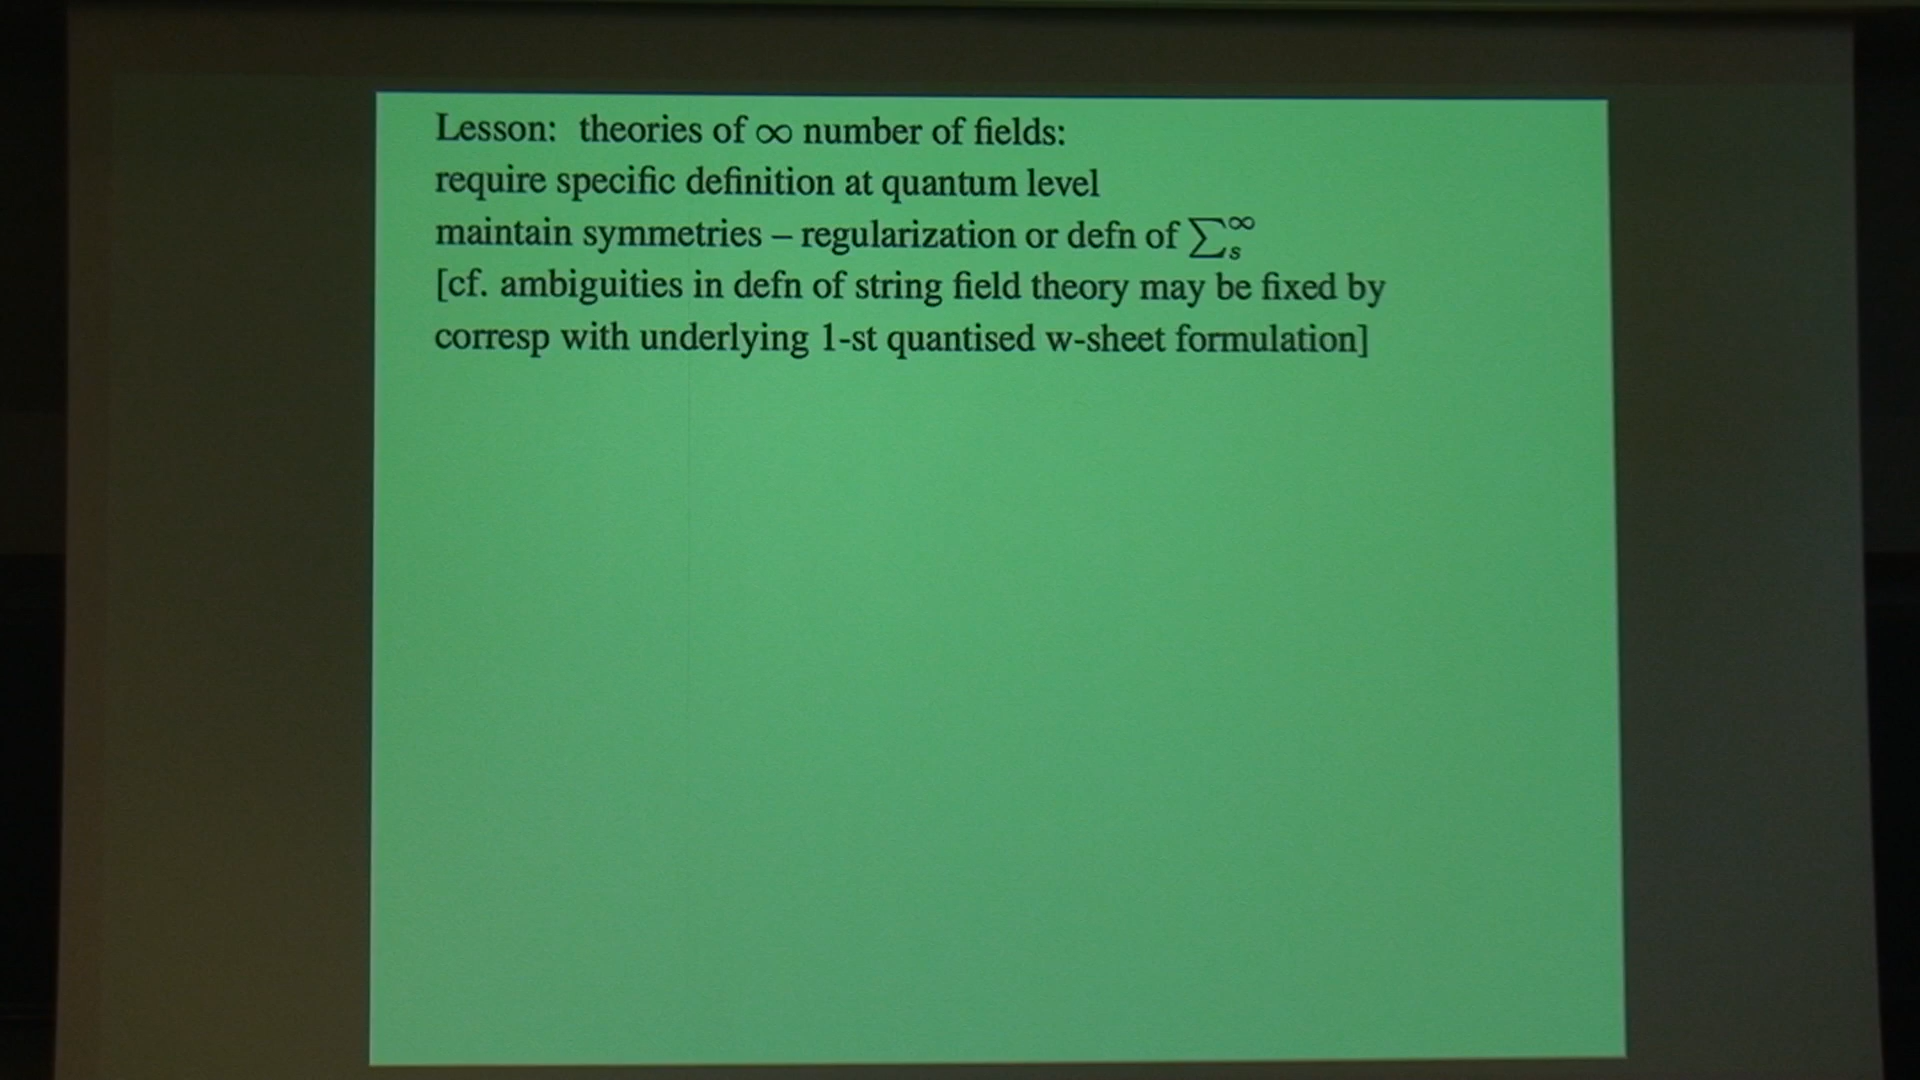 Lesson: theories of ∞ number of fields:
require specific definition at quantum level
maintain symmetries – regularization or defn of ∑_s^∞
[cf. ambiguities in defn of string field theory may be fixed by
corresp with underlying 1-st quantised w-sheet formulation]